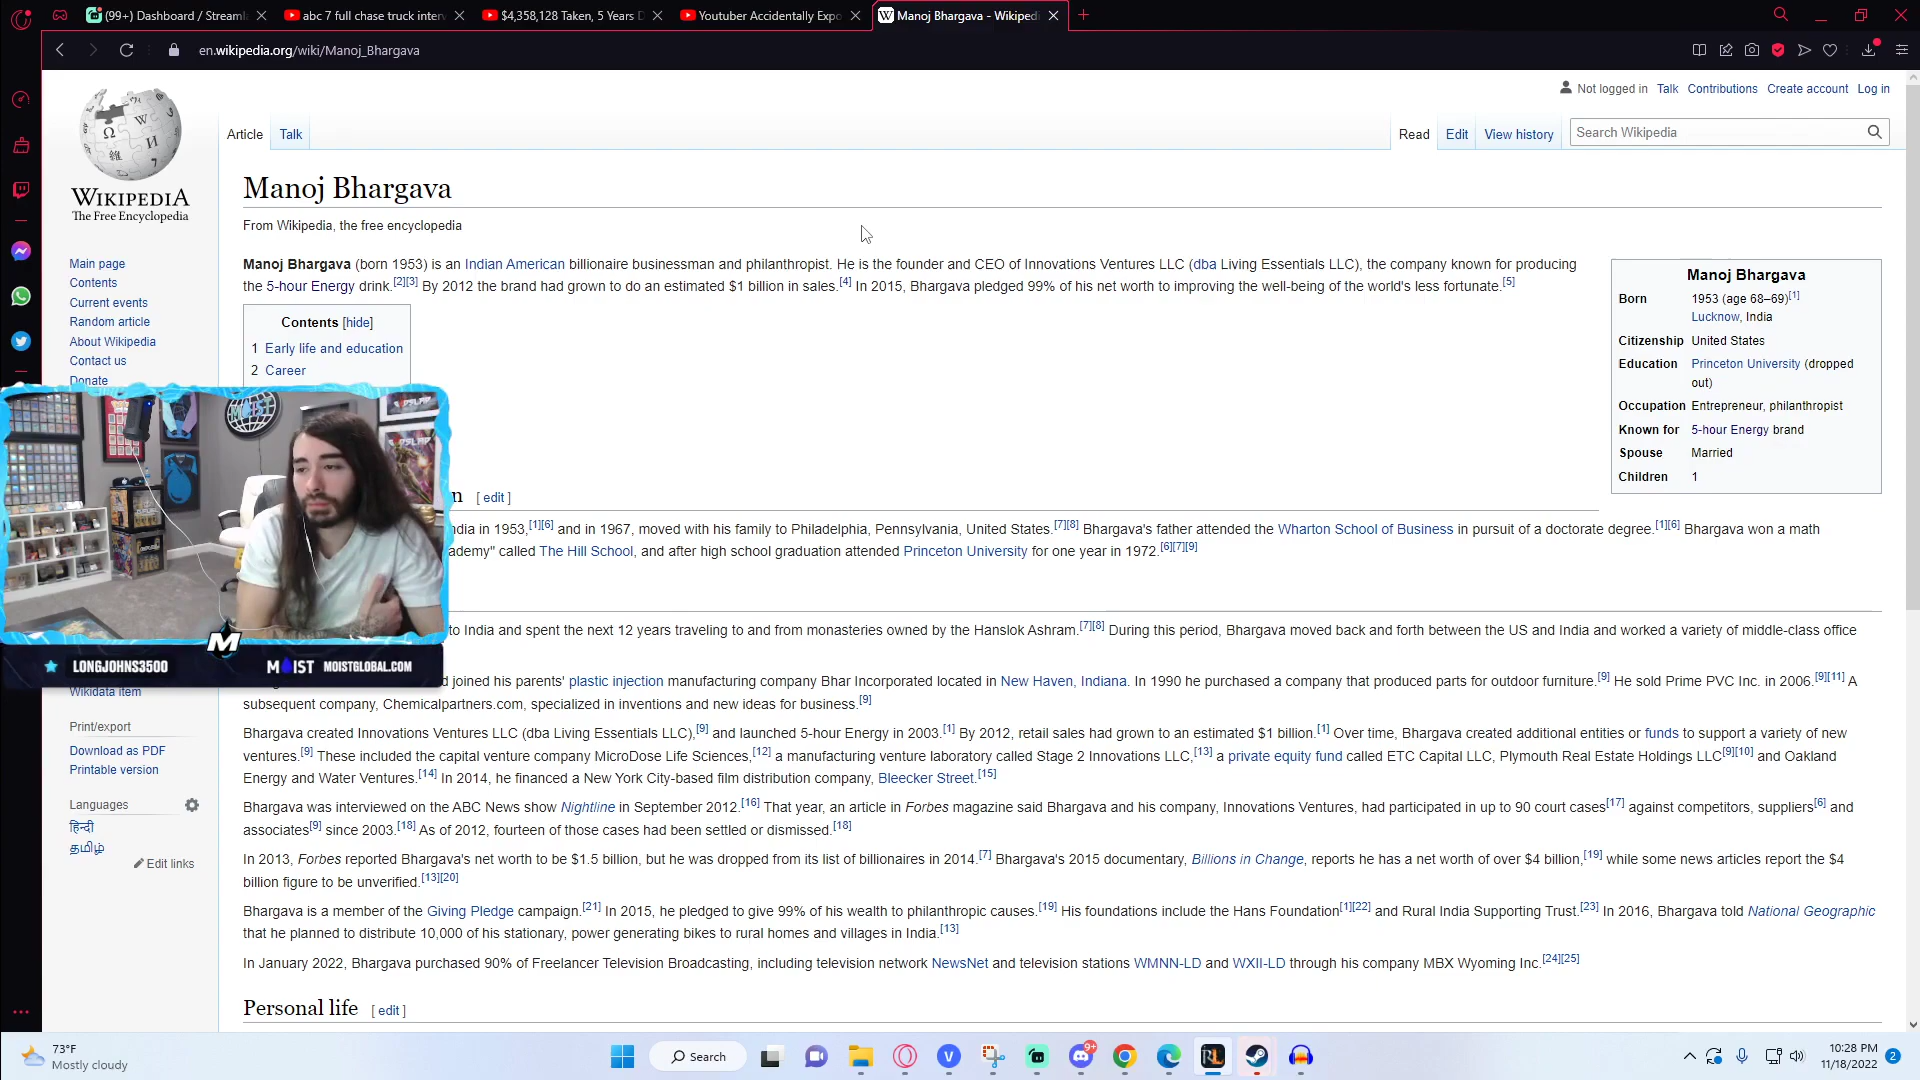 (99+) Dashboard / Streamla
abc 7 full chase truck interv
$4,358,128 Taken, 5 Years D
Youtuber Accidentally Expo
Manoj Bhargava - Wikiped
en.wikipedia.org/wiki/Manoj_Bhargava
Not logged in Talk Contributions Create account Log in
Article Talk Read Edit View history Search Wikipedia
WIKIPEDIA
The Free Encyclopedia
Manoj Bhargava
From Wikipedia, the free encyclopedia
Manoj Bhargava (born 1953) is an Indian American billionaire businessman and philanthropist. He is the founder and CEO of Innovations Ventures LLC (dba Living Essentials LLC), the company known for producing
the 5-hour Energy drink.[2][3] By 2012 the brand had grown to do an estimated $1 billion in sales.[4] In 2015, Bhargava pledged 99% of his net worth to improving the well-being of the world's less fortunate.[5]
Contents [hide]
1 Early life and education
2 Career
Manoj Bhargava
Born 1953 (age 68–69)[1]
Lucknow, India
Citizenship United States
Education Princeton University (dropped
out)
Occupation Entrepreneur, philanthropist
Known for 5-hour Energy brand
Spouse Married
Children 1
Main page
Contents
Current events
Random article
About Wikipedia
Contact us
Donate
n [ edit ]
ndia in 1953,[1][6] and in 1967, moved with his family to Philadelphia, Pennsylvania, United States.[7][8] Bhargava's father attended the Wharton School of Business in pursuit of a doctorate degree.[1][6] Bhargava won a math
ademy" called The Hill School, and after high school graduation attended Princeton University for one year in 1972.[6][7][9]
to India and spent the next 12 years traveling to and from monasteries owned by the Hanslok Ashram.[7][8] During this period, Bhargava moved back and forth between the US and India and worked a variety of middle-class office
d joined his parents' plastic injection manufacturing company Bhar Incorporated located in New Haven, Indiana. In 1990 he purchased a company that produced parts for outdoor furniture.[9] He sold Prime PVC Inc. in 2006.[9][11] A
subsequent company, Chemicalpartners.com, specialized in inventions and new ideas for business.[9]
Bhargava created Innovations Ventures LLC (dba Living Essentials LLC),[9] and launched 5-hour Energy in 2003.[1] By 2012, retail sales had grown to an estimated $1 billion.[1] Over time, Bhargava created additional entities or funds to support a variety of new
ventures.[9] These included the capital venture company MicroDose Life Sciences,[12] a manufacturing venture laboratory called Stage 2 Innovations LLC,[13] a private equity fund called ETC Capital LLC, Plymouth Real Estate Holdings LLC[9][10] and Oakland
Energy and Water Ventures.[14] In 2014, he financed a New York City-based film distribution company, Bleecker Street.[15]
Bhargava was interviewed on the ABC News show Nightline in September 2012.[16] That year, an article in Forbes magazine said Bhargava and his company, Innovations Ventures, had participated in up to 90 court cases[17] against competitors, suppliers[6] and
associates[9] since 2003.[18] As of 2012, fourteen of those cases had been settled or dismissed.[18]
In 2013, Forbes reported Bhargava's net worth to be $1.5 billion, but he was dropped from its list of billionaires in 2014.[7] Bhargava's 2015 documentary, Billions in Change, reports he has a net worth of over $4 billion,[19] while some news articles report the $4
billion figure to be unverified.[13][20]
Bhargava is a member of the Giving Pledge campaign.[21] In 2015, he pledged to give 99% of his wealth to philanthropic causes.[19] His foundations include the Hans Foundation[1][22] and Rural India Supporting Trust.[23] In 2016, Bhargava told National Geographic
that he planned to distribute 10,000 of his stationary, power generating bikes to rural homes and villages in India.[13]
In January 2022, Bhargava purchased 90% of Freelancer Television Broadcasting, including television network NewsNet and television stations WMNN-LD and WXII-LD through his company MBX Wyoming Inc.[24][25]
Personal life [ edit ]
MOIST
M
LONGJOHNS3500 MOIST MOISTGLOBAL.COM
Wikidata item
Print/export
Download as PDF
Printable version
Languages
हिन्दी
தமிழ்
Edit links
73°F
Mostly cloudy
Search
9+
10:28 PM
11/18/2022
2